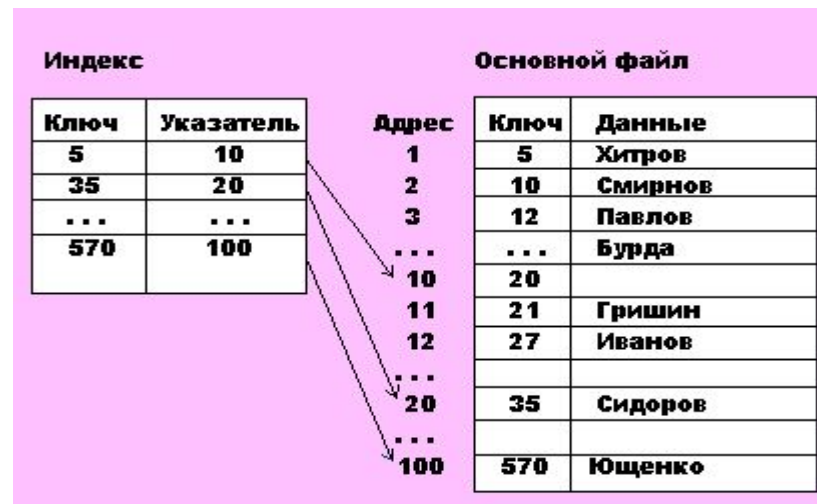 Индекс
Основной файл
Ключ Указатель Адрес Ключ Данные
5 10 1 5 Хитров
35 20 2 10 Смирнов
... ... 3 12 Павлов
570 100 ... ... Бурда
10 20
11 21 Гришин
12 27 Иванов
...
20 35 Сидоров
...
100 570 Ющенко